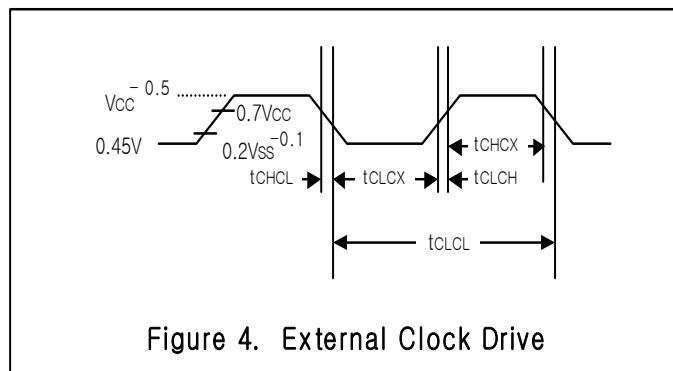 VCC - 0.5
0.7VCC
0.45V
0.2VSS-0.1
tCHCX
tCHCL
tCLCX
tCLCH
tCLCL
Figure 4. External Clock Drive